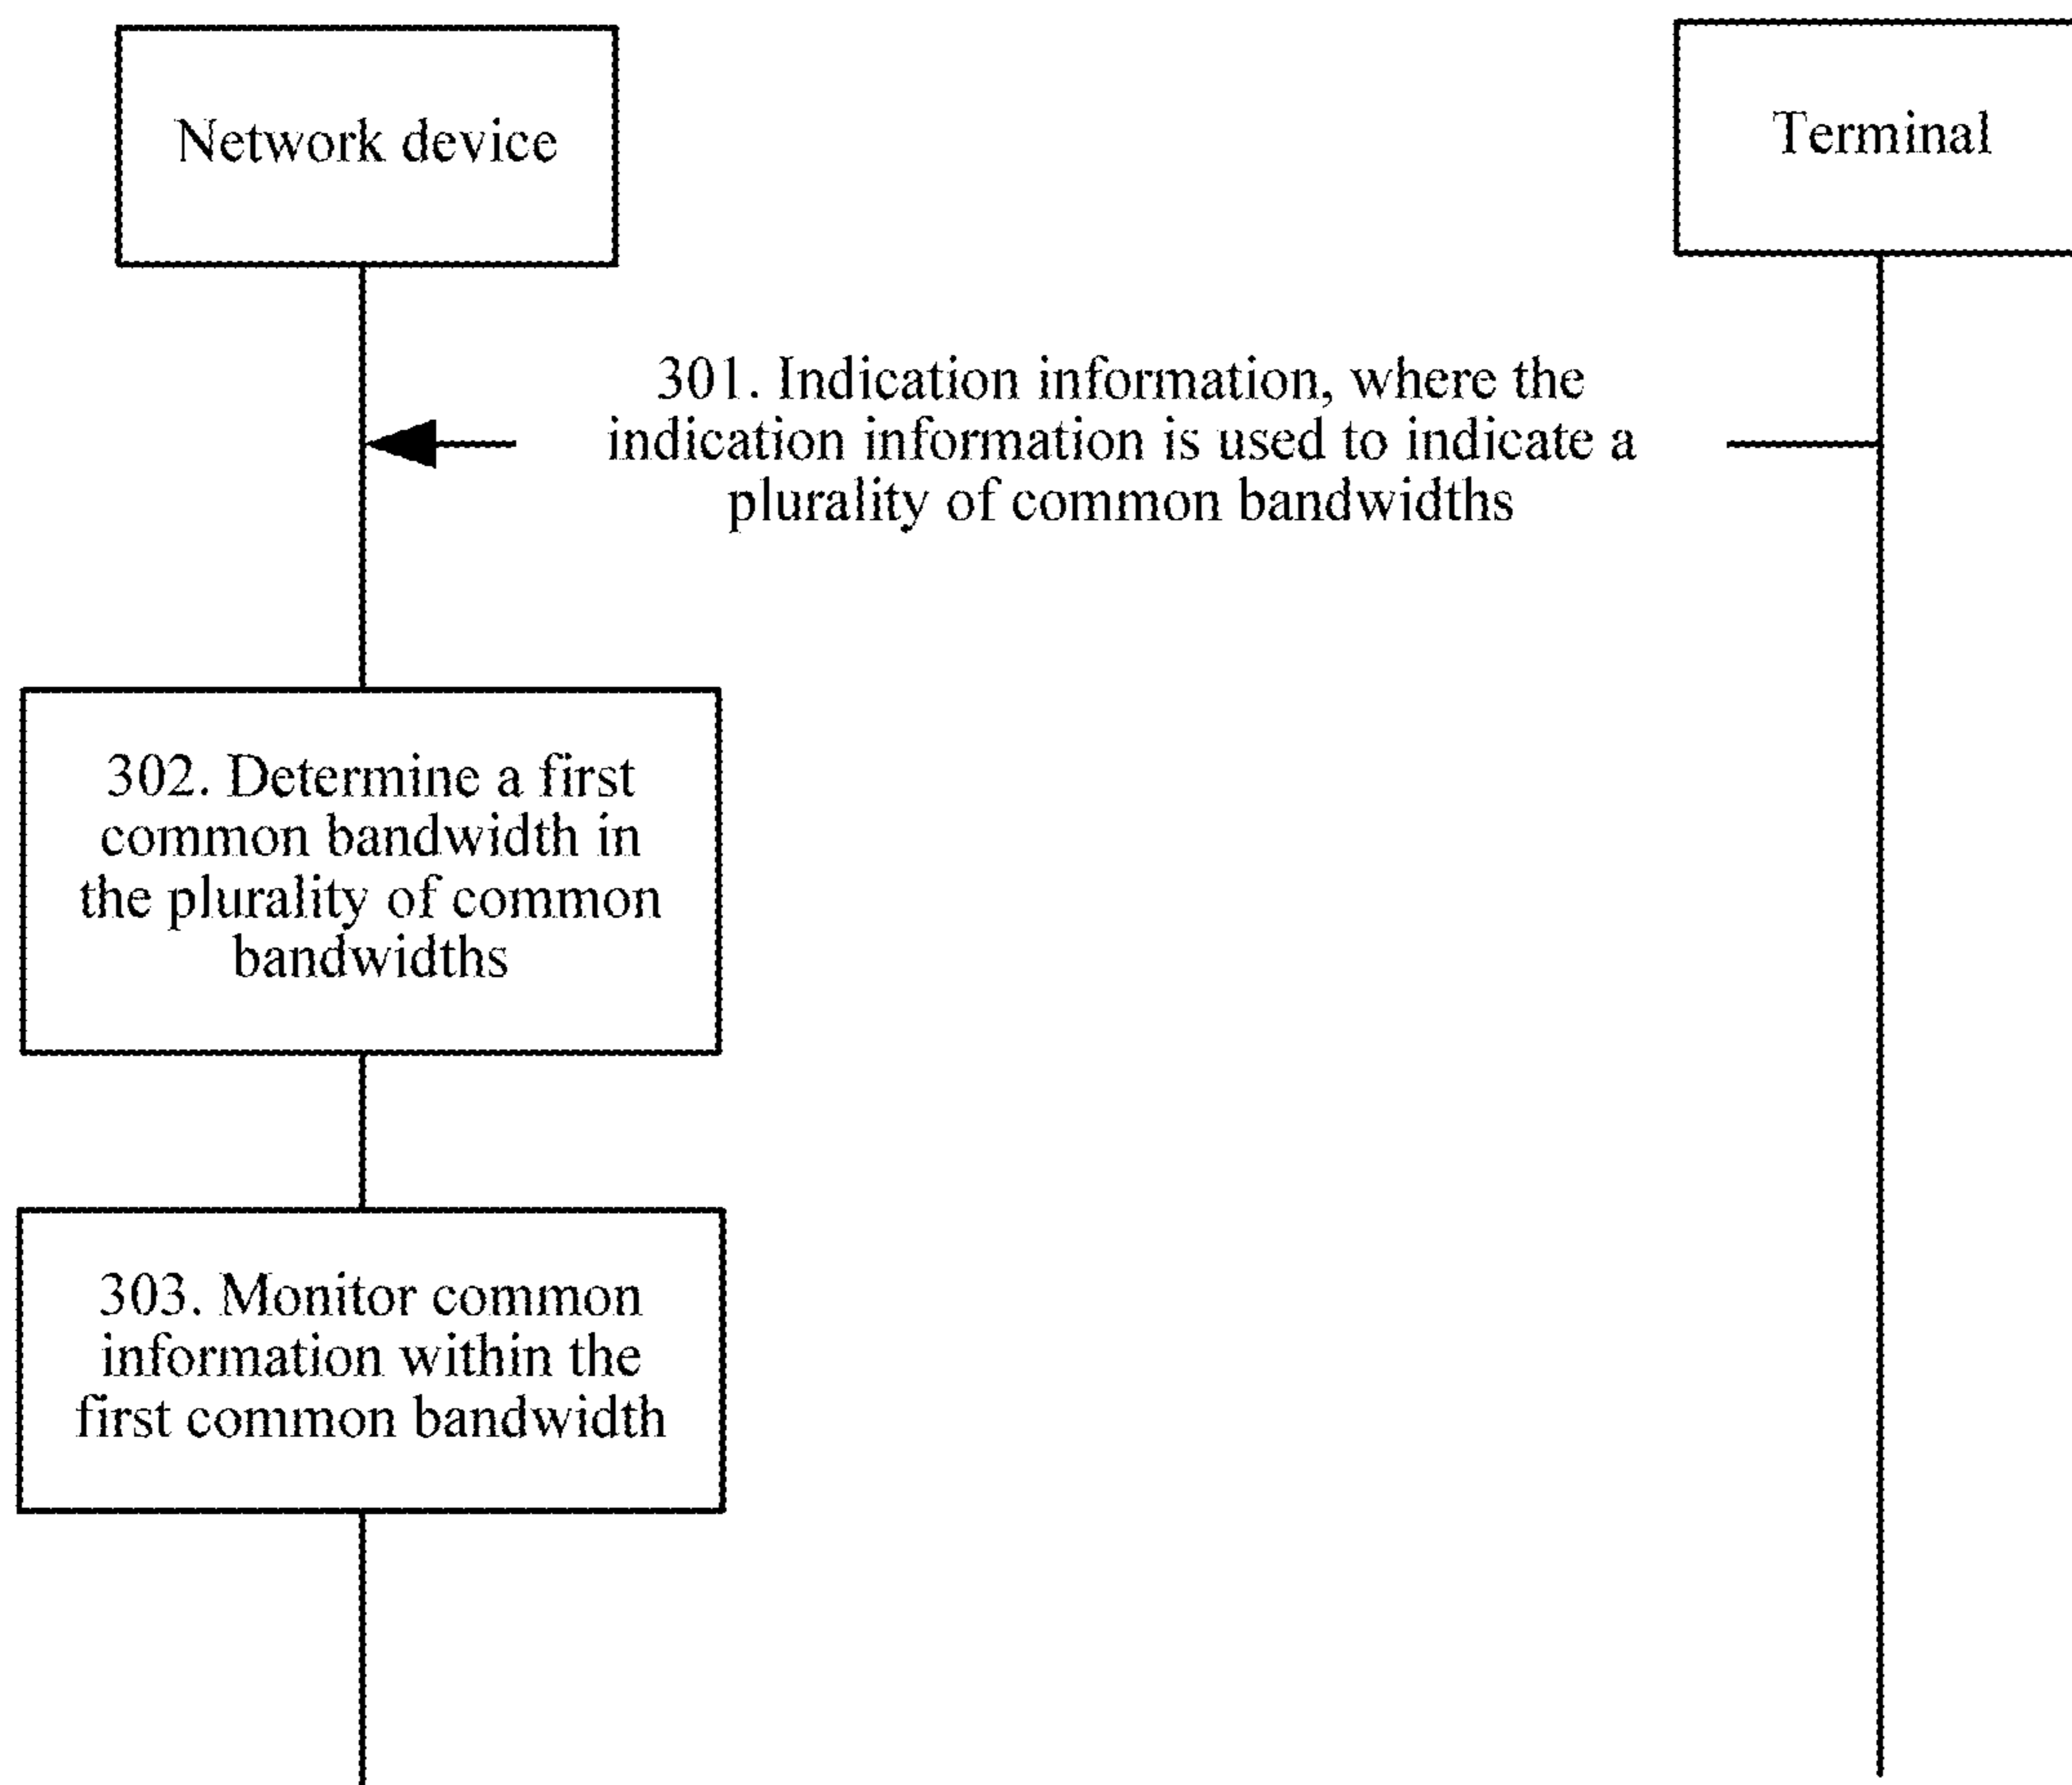 Network device
Terminal
301. Indication information, where the
indication information is used to indicate a
plurality of common bandwidths
302. Determine a first
common bandwidth in
the plurality of common
bandwidths
303. Monitor common
information within the
first common bandwidth